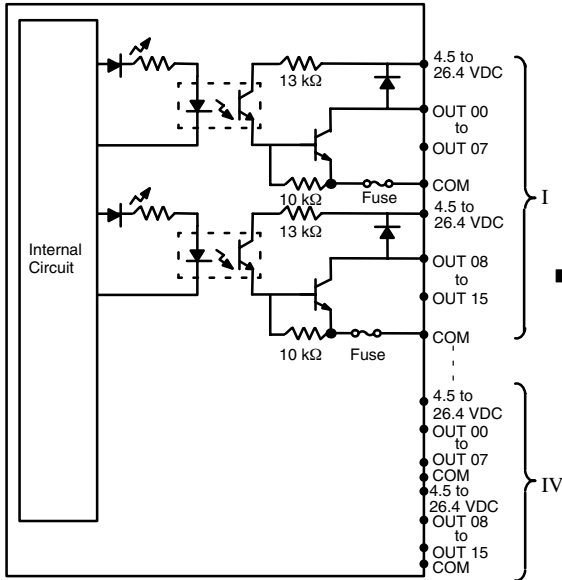 4.5 to
26.4 VDC
13 kΩ
OUT 00
to
OUT 07
10 kΩ
Fuse
COM
I
4.5 to
26.4 VDC
13 kΩ
Internal
Circuit
OUT 08
to
OUT 15
10 kΩ
Fuse
COM
4.5 to
26.4 VDC
OUT 00
to
OUT 07
COM
4.5 to
26.4 VDC
IV
OUT 08
to
OUT 15
COM